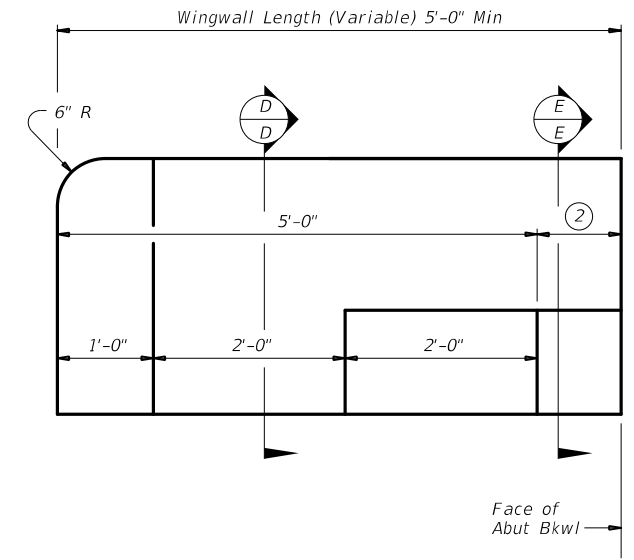 Wingwall Length (Variable) 5'-0" Min
6" R
D
D
E
E
5'-0"
2
1'-0"
2'-0"
2'-0"
Face of
Abut Bkwl